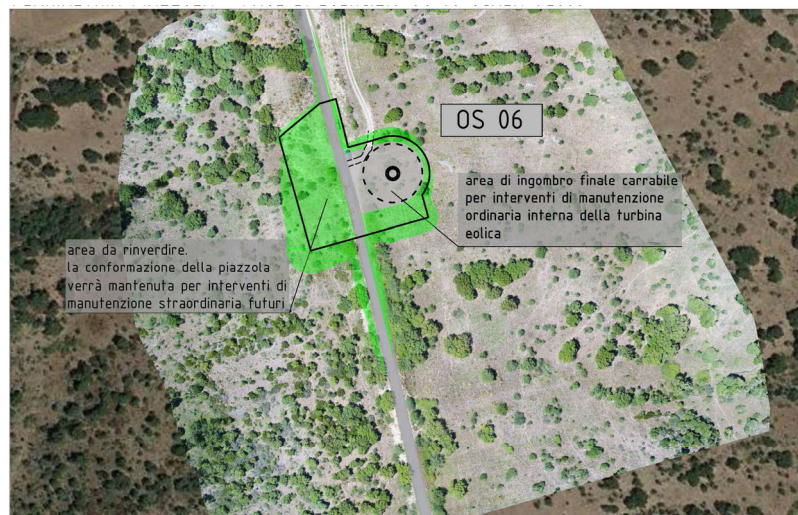 OS 06
area di ingombro finale carrabile
per interventi di manutenzione
ordinaria interna della turbina
eolica
area da rinverdire.
la conformazione della piazzola
verrà mantenuta per interventi di
manutenzione straordinaria futuri